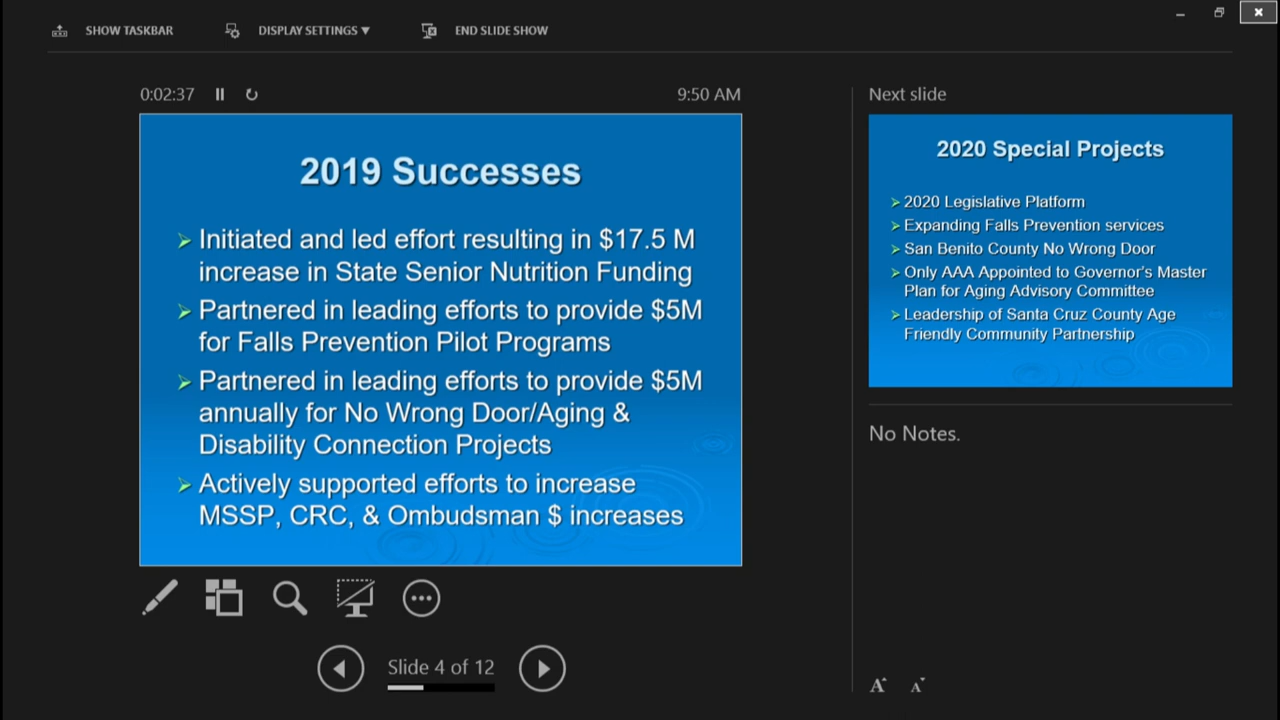 SHOW TASKBAR
DISPLAY SETTINGS ▼
END SLIDE SHOW
0:02:37
9:50 AM
2019 Successes
Initiated and led effort resulting in $17.5 M
increase in State Senior Nutrition Funding
Partnered in leading efforts to provide $5M
for Falls Prevention Pilot Programs
Partnered in leading efforts to provide $5M
annually for No Wrong Door/Aging &
Disability Connection Projects
Actively supported efforts to increase
MSSP, CRC, & Ombudsman $ increases
Slide 4 of 12
Next slide
2020 Special Projects
2020 Legislative Platform
Expanding Falls Prevention services
San Benito County No Wrong Door
Only AAA Appointed to Governor's Master
Plan for Aging Advisory Committee
Leadership of Santa Cruz County Age
Friendly Community Partnership
No Notes.
A A